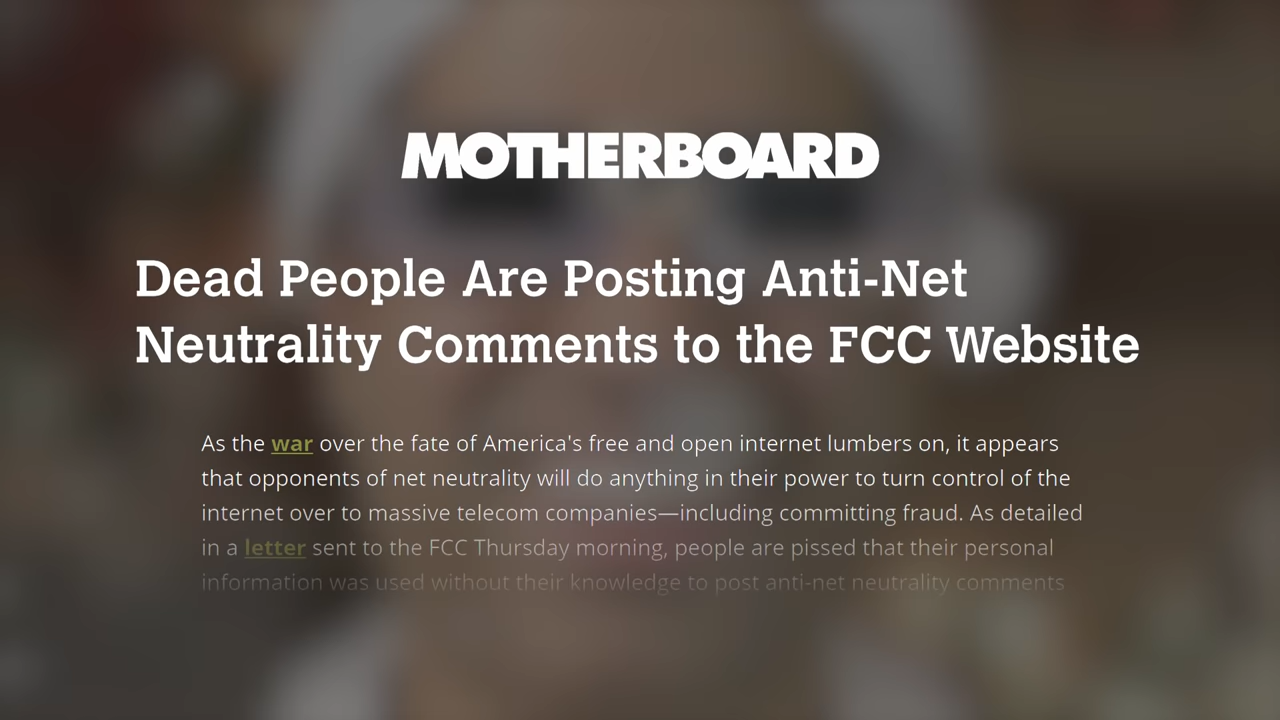 MOTHERBOARD
Dead People Are Posting Anti-Net
Neutrality Comments to the FCC Website
As the war over the fate of America's free and open internet lumbers on, it appears
that opponents of net neutrality will do anything in their power to turn control of the
internet over to massive telecom companies—including committing fraud. As detailed
in a letter sent to the FCC Thursday morning, people are pissed that their personal
information was used without their knowledge to post anti-net neutrality comments